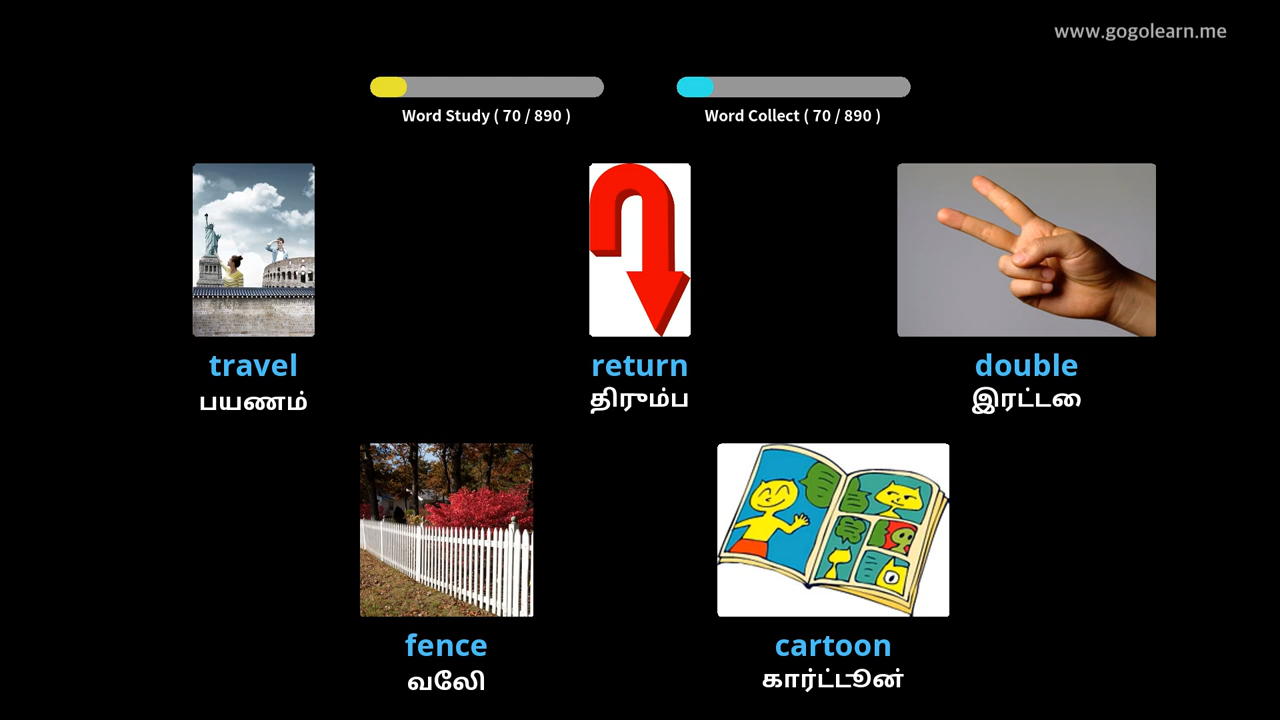 www.gogolearn.me
Word Study ( 70 / 890 )
Word Collect ( 70 / 890 )
travel
பயணம்
return
திரும்ப
double
இரட்டை
fence
வேலி
cartoon
கார்ட்டூன்